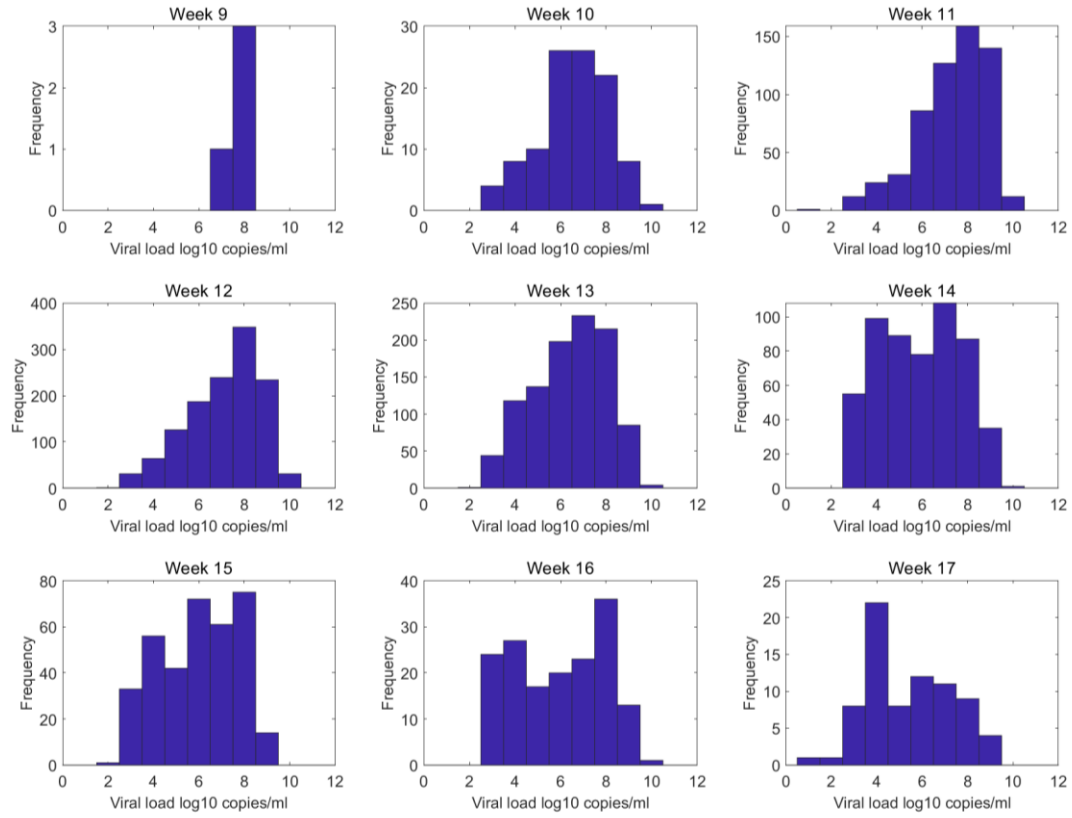 Week 9
3
2
1
0
Frequency
0 2 4 6 8 10 12
Viral load log10 copies/ml
Week 10
30
20
10
0
Frequency
0 2 4 6 8 10 12
Viral load log10 copies/ml
Week 11
150
100
50
0
Frequency
0 2 4 6 8 10 12
Viral load log10 copies/ml
Week 12
400
300
200
100
0
Frequency
0 2 4 6 8 10 12
Viral load log10 copies/ml
Week 13
250
200
150
100
50
0
Frequency
0 2 4 6 8 10 12
Viral load log10 copies/ml
Week 14
100
80
60
40
20
0
Frequency
0 2 4 6 8 10 12
Viral load log10 copies/ml
Week 15
80
60
40
20
0
Frequency
0 2 4 6 8 10 12
Viral load log10 copies/ml
Week 16
40
30
20
10
0
Frequency
0 2 4 6 8 10 12
Viral load log10 copies/ml
Week 17
25
20
15
10
5
0
Frequency
0 2 4 6 8 10 12
Viral load log10 copies/ml